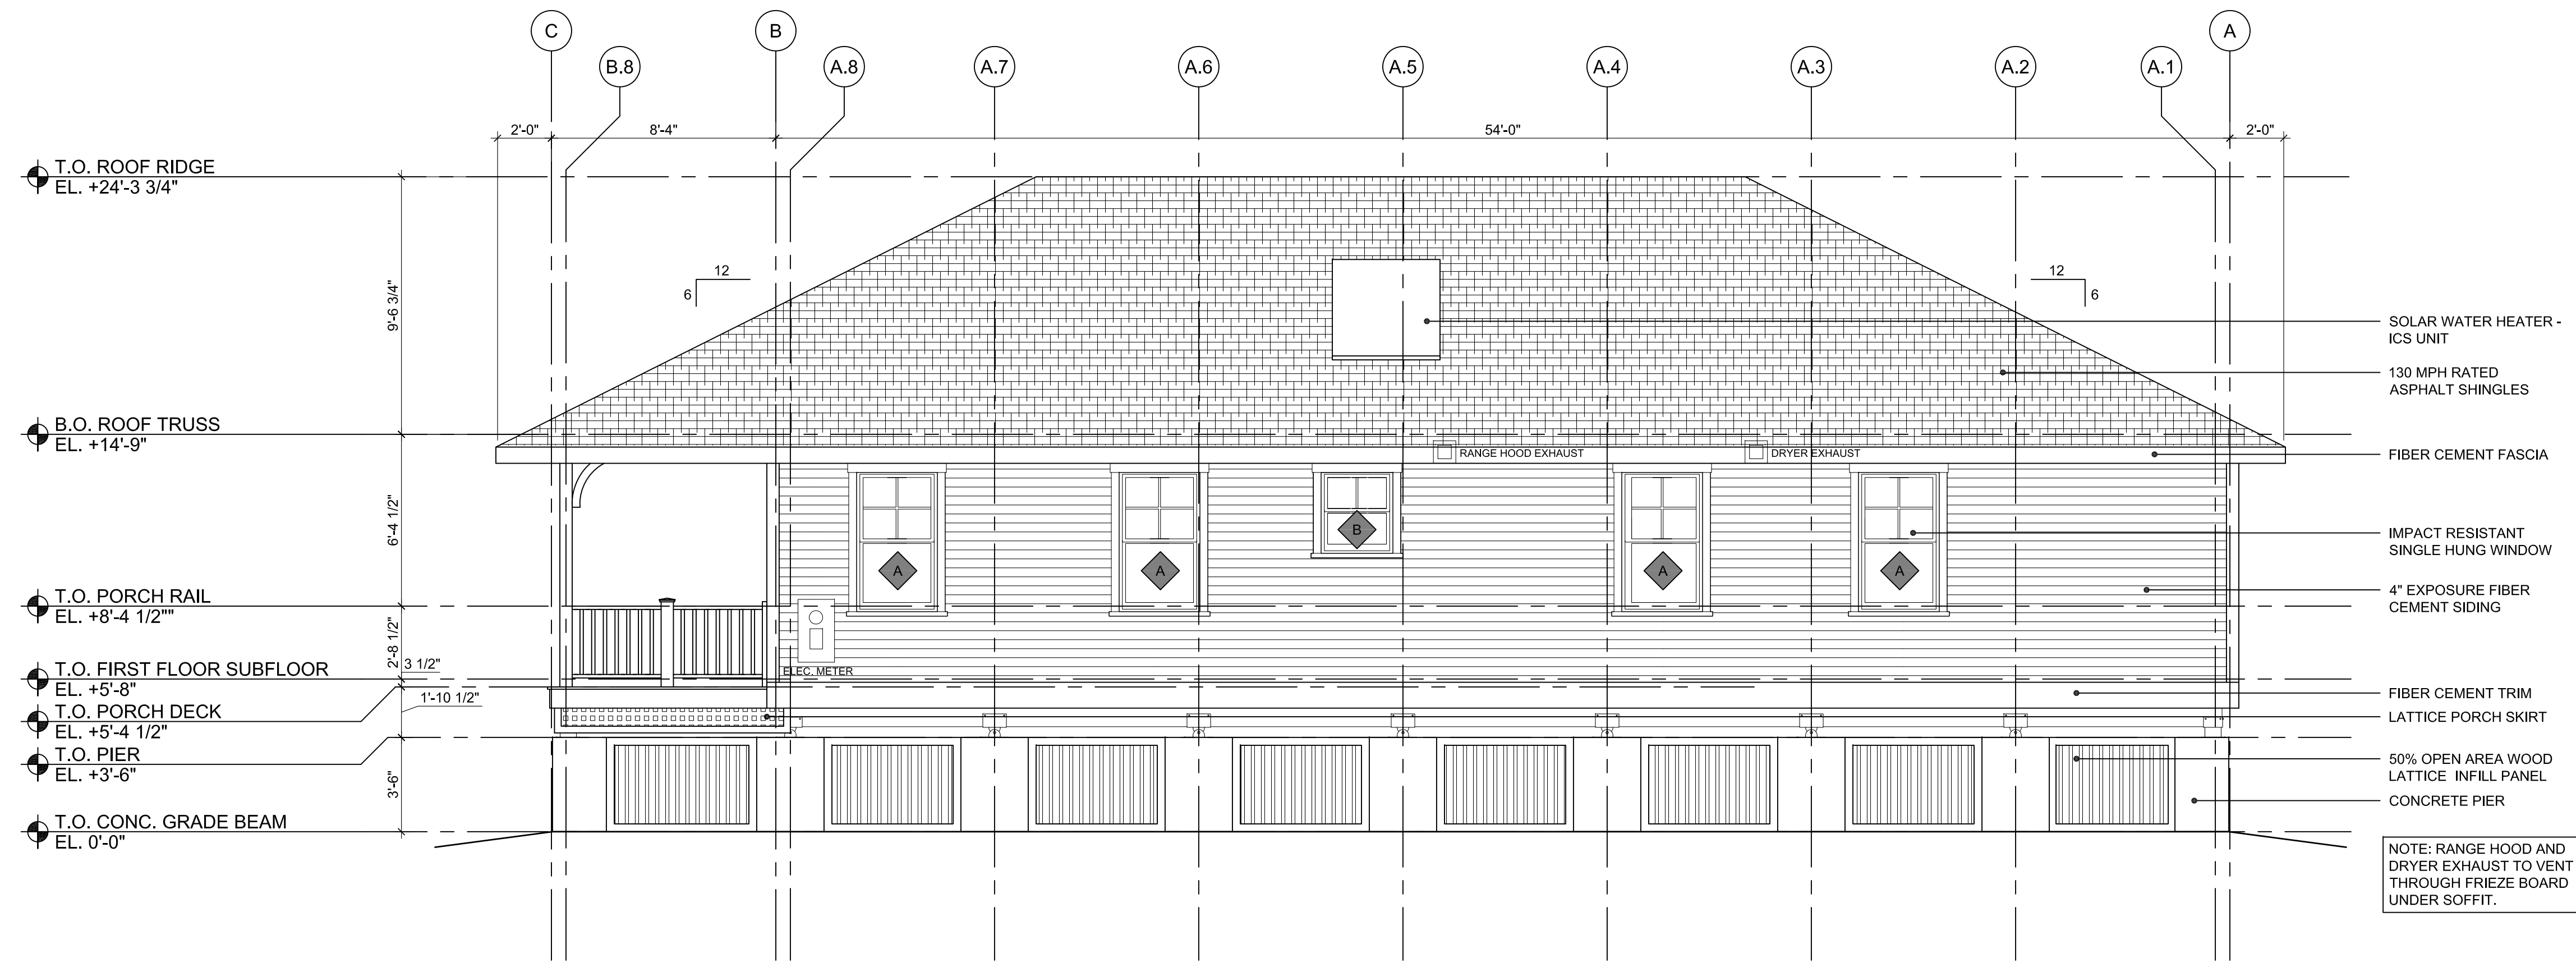 C
B
A
B.8
A.8
A.7
A.6
A.5
A.4
A.3
A.2
A.1
2'-0"
8'-4"
54'-0"
2'-0"
T.O. ROOF RIDGE
EL. +24'-3 3/4"
12
6
12
6
9'-6 3/4"
SOLAR WATER HEATER -
ICS UNIT
130 MPH RATED
ASPHALT SHINGLES
B.O. ROOF TRUSS
EL. +14'-9"
RANGE HOOD EXHAUST
DRYER EXHAUST
FIBER CEMENT FASCIA
6'-4 1/2"
IMPACT RESISTANT
SINGLE HUNG WINDOW
B
A
A
A
A
4" EXPOSURE FIBER
CEMENT SIDING
T.O. PORCH RAIL
EL. +8'-4 1/2""
2'-8 1/2"
3 1/2"
ELEC. METER
T.O. FIRST FLOOR SUBFLOOR
EL. +5'-8"
1'-10 1/2"
FIBER CEMENT TRIM
T.O. PORCH DECK
EL. +5'-4 1/2"
LATTICE PORCH SKIRT
T.O. PIER
EL. +3'-6"
3'-6"
50% OPEN AREA WOOD
LATTICE INFILL PANEL
CONCRETE PIER
T.O. CONC. GRADE BEAM
EL. 0'-0"
NOTE: RANGE HOOD AND
DRYER EXHAUST TO VENT
THROUGH FRIEZE BOARD
UNDER SOFFIT.